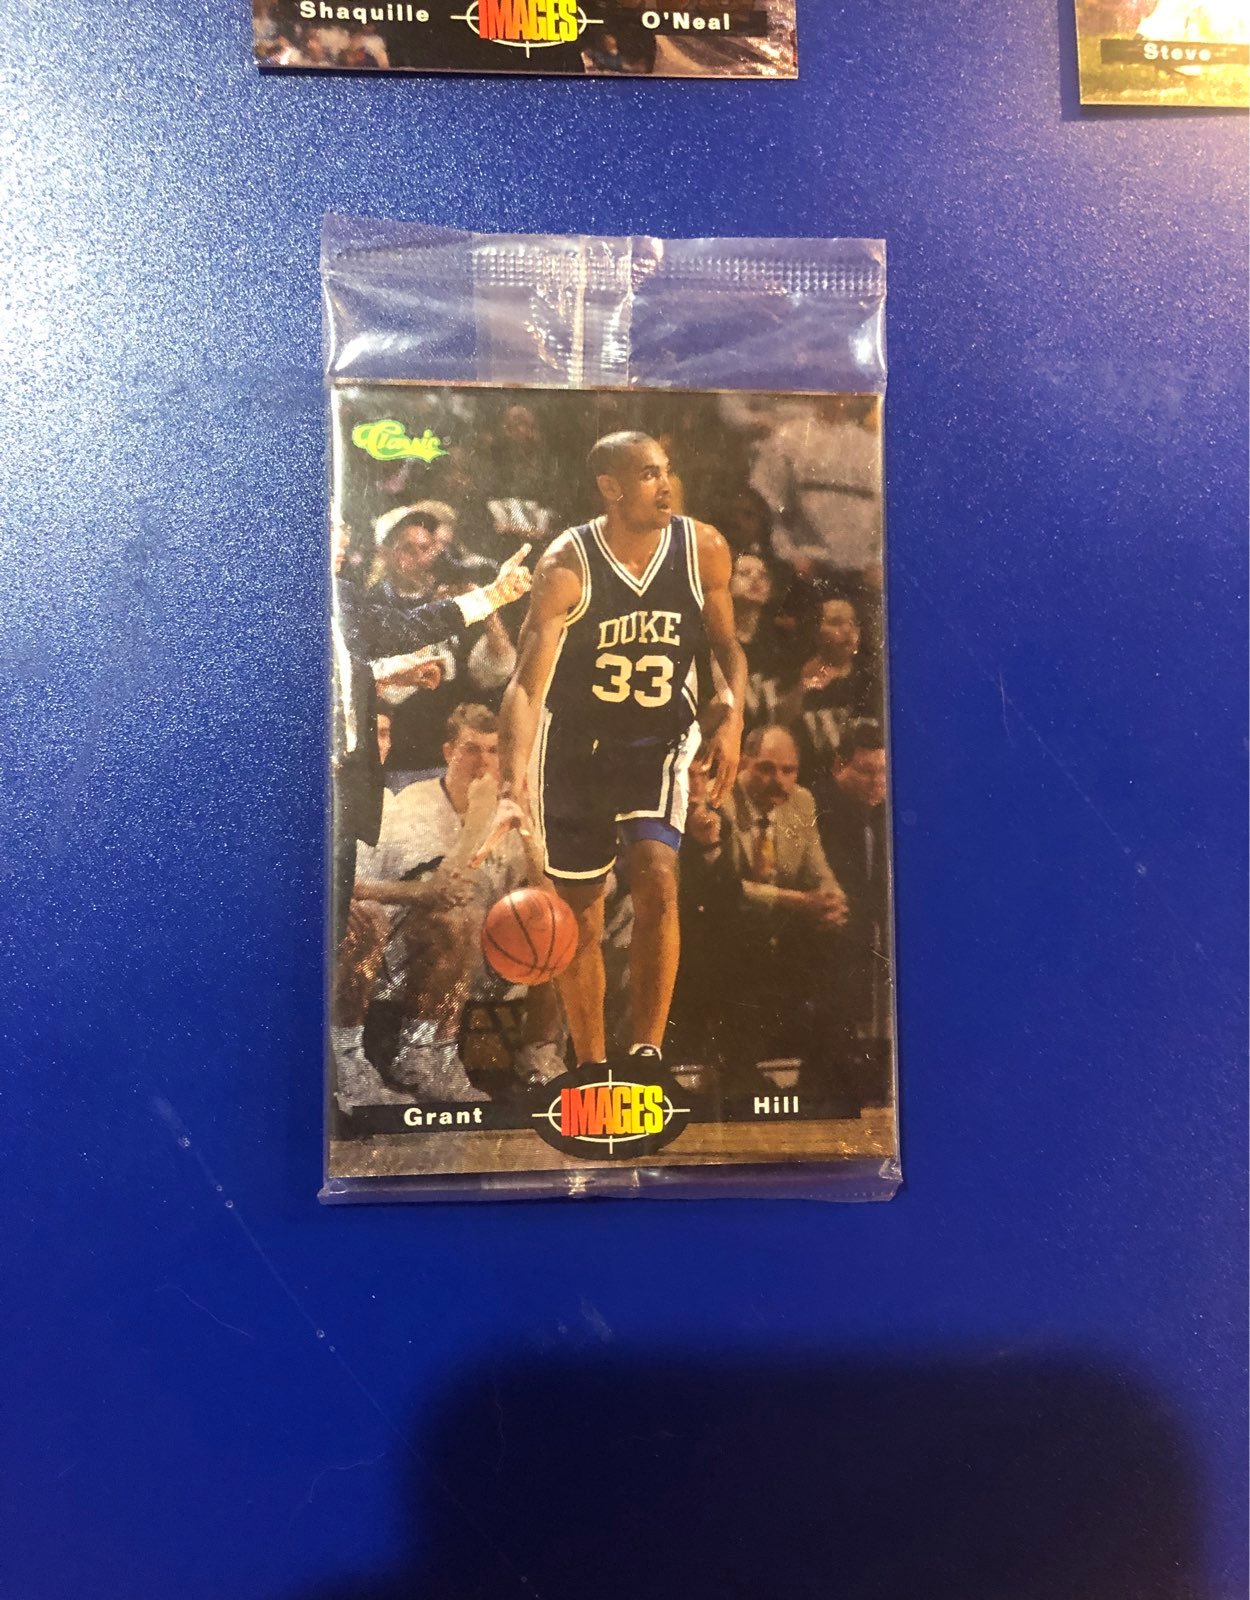 Shaquille IMAGES O'Neal
Steve
Classic
DUKE
33
Grant IMAGES Hill